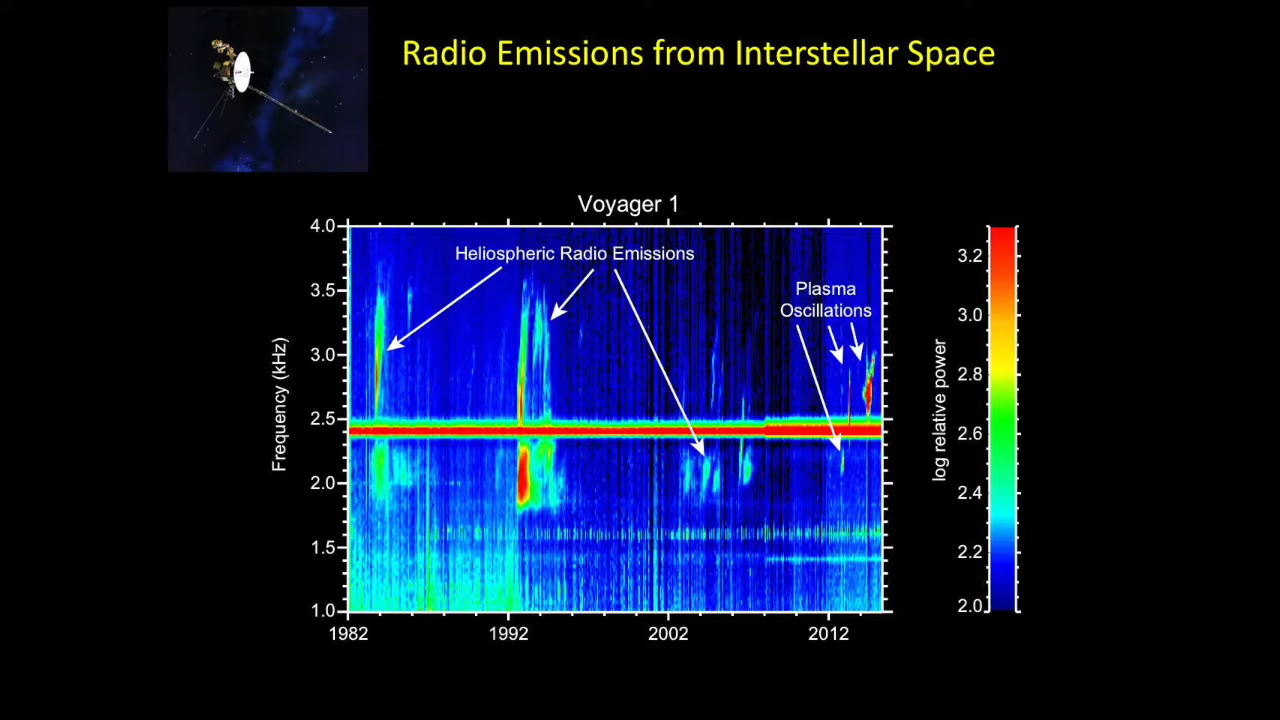 Radio Emissions from Interstellar Space
Voyager 1
Heliospheric Radio Emissions
Plasma
Oscillations
Frequency (kHz)
4.0
3.5
3.0
2.5
2.0
1.5
1.0
1982
1992
2002
2012
log relative power
3.2
3.0
2.8
2.6
2.4
2.2
2.0